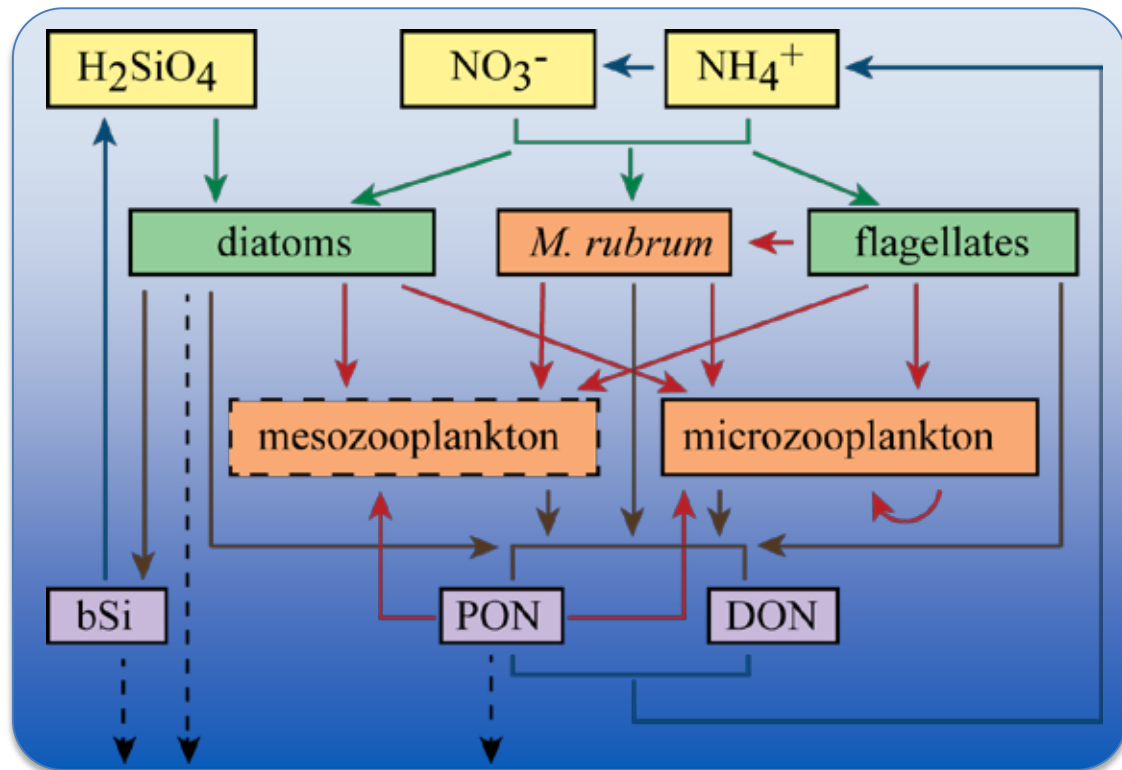 H₂SiO₄
NO₃⁻
NH₄⁺
diatoms
M. rubrum
flagellates
mesozooplankton
microzooplankton
bSi
PON
DON